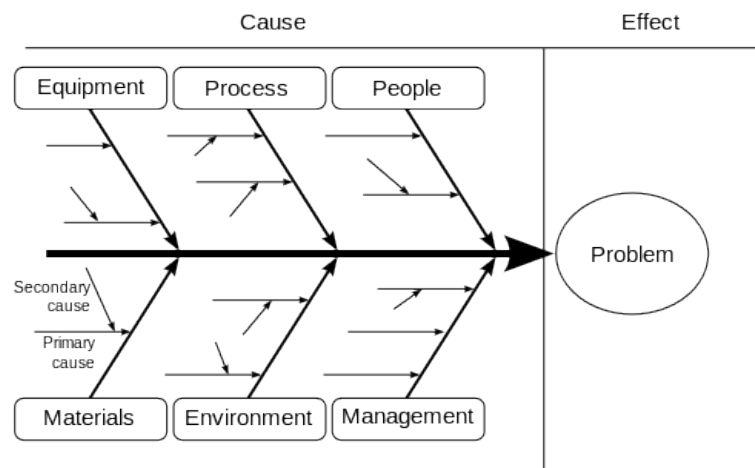 Cause
Effect
Equipment
Process
People
Problem
Secondary
cause
Primary
cause
Materials
Environment
Management